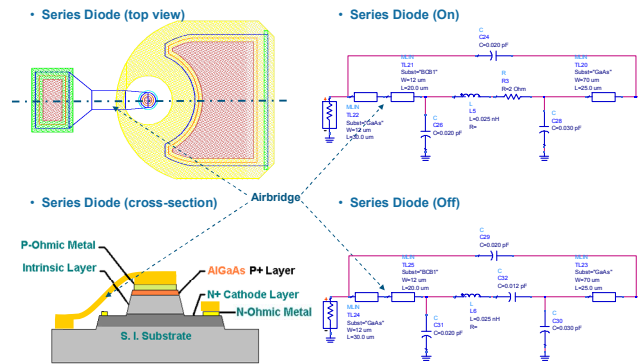 • Series Diode (top view)
• Series Diode (On)
C
C24
C=0.020 pF
MLIN
TL21
Subst="BCB1"
W=12 um
L=20.0 um
MLIN
TL20
Subst="GaAs"
W=70 um
L=25.0 um
R
R3
R=2 Ohm
L
L5
L=0.025 nH
R=
MLIN
TL22
Subst="GaAs"
W=12 um
L=30.0 um
C
C26
C=0.020 pF
C
C28
C=0.030 pF
Airbridge
• Series Diode (cross-section)
• Series Diode (Off)
P-Ohmic Metal
Intrinsic Layer
AlGaAs P+ Layer
N+ Cathode Layer
N-Ohmic Metal
S. I. Substrate
C
C29
C=0.020 pF
MLIN
TL25
Subst="BCB1"
W=12 um
L=20.0 um
C
C32
C=0.012 pF
MLIN
TL23
Subst="GaAs"
W=70 um
L=25.0 um
L
L6
L=0.025 nH
R=
MLIN
TL24
Subst="GaAs"
W=12 um
L=30.0 um
C
C31
C=0.020 pF
C
C30
C=0.030 pF